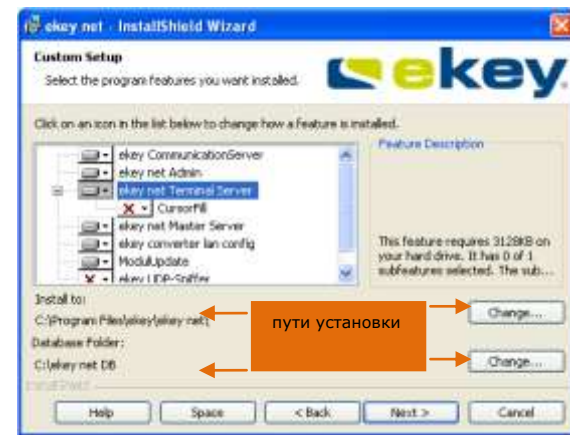 ekey net - InstallShield Wizard
Custom Setup
Select the program features you want installed.
ekey
Click on an icon in the list below to change how a feature is installed.
Feature Description
ekey CommunicationServer
ekey net Admin
ekey net Terminal Server
CursorFill
ekey net Master Server
ekey converter lan config
ModulUpdate
ekey UDP-Sniffer
This feature requires 3128KB on
your hard drive. It has 0 of 1
subfeatures selected. The sub...
Install to:
C:\Program Files\ekey\ekey net\
Change...
пути установки
Database Folder:
C:\ekey net DB
Change...
InstallShield
Help Space < Back Next > Cancel